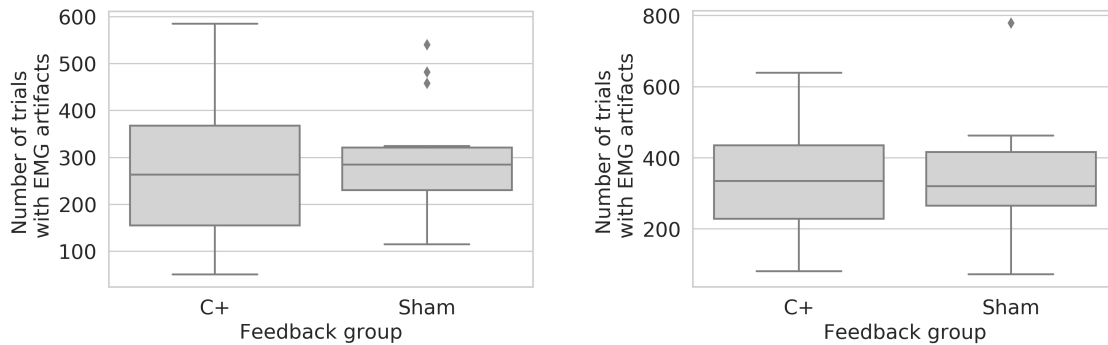 Number of trials
with EMG artifacts
600
500
400
300
200
100
C+
Sham
Feedback group
Number of trials
with EMG artifacts
800
600
400
200
C+
Sham
Feedback group